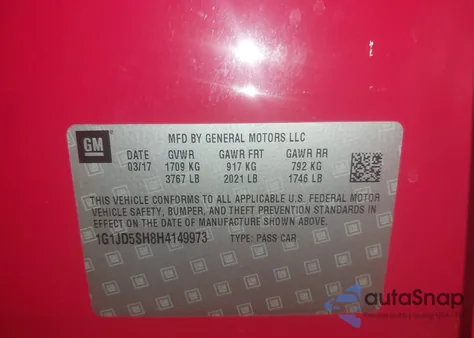 GM
MFD BY GENERAL MOTORS LLC
DATE GVWR GAWR FRT GAWR RR
03/17 1709 KG 917 KG 792 KG
3767 LB 2021 LB 1746 LB
THIS VEHICLE CONFORMS TO ALL APPLICABLE U.S. FEDERAL MOTOR
VEHICLE SAFETY, BUMPER, AND THEFT PREVENTION STANDARDS IN
EFFECT ON THE DATE OF MANUFACTURE SHOWN ABOVE.
1G1JD5SH8H4149973 TYPE: PASS CAR
autaSnap